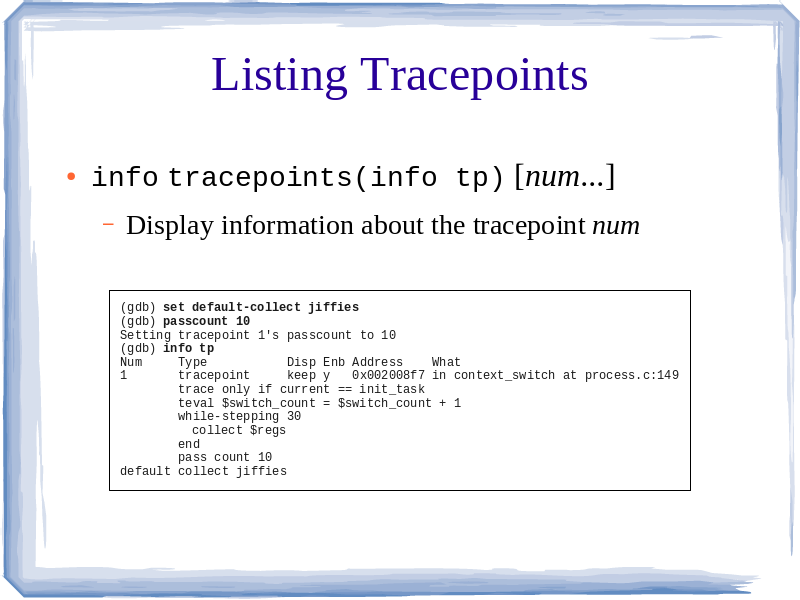 Listing Tracepoints
• info tracepoints(info tp) [num...]
– Display information about the tracepoint num
(gdb) set default-collect jiffies
(gdb) passcount 10
Setting tracepoint 1's passcount to 10
(gdb) info tp
Num     Type           Disp Enb Address    What
1       tracepoint     keep y   0x002008f7 in context_switch at process.c:149
        trace only if current == init_task
        teval $switch_count = $switch_count + 1
        while-stepping 30
          collect $regs
        end
        pass count 10
default collect jiffies